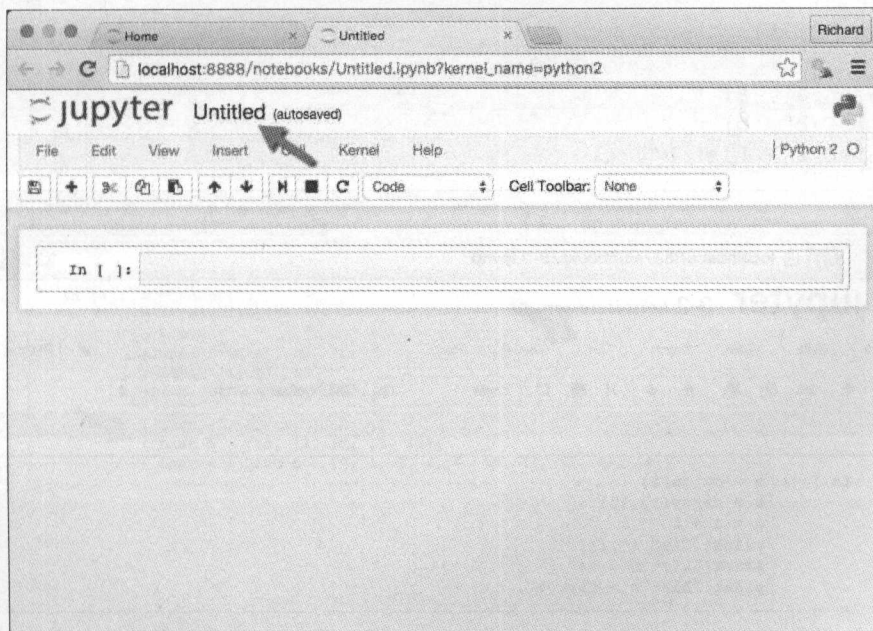 Home
Untitled
Richard
localhost:8888/notebooks/Untitled.ipynb?kernel_name=python2
jupyter Untitled (autosaved)
File Edit View Insert Cell Kernel Help
Python 2
Code
Cell Toolbar: None
In [ ]: